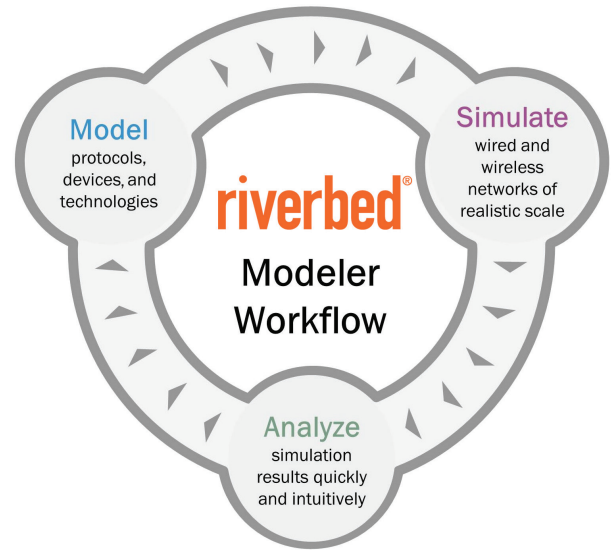 Model
protocols,
devices, and
technologies
Simulate
wired and
wireless
networks of
realistic scale
riverbed®
Modeler
Workflow
Analyze
simulation
results quickly
and intuitively